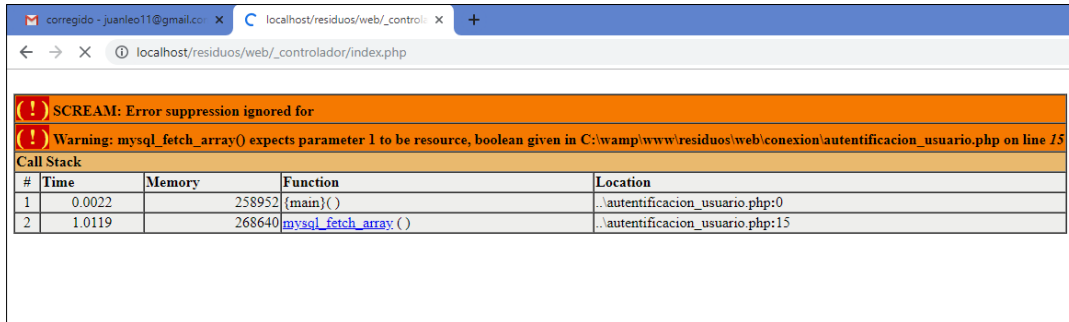 corregido - juanleo11@gmail.co
localhost/residuos/web/_control
localhost/residuos/web/_controlador/index.php
( ! ) SCREAM: Error suppression ignored for
( ! ) Warning: mysql_fetch_array() expects parameter 1 to be resource, boolean given in C:\wamp\www\residuos\web\conexion\autentificacion_usuario.php on line 15
Call Stack
# Time Memory Function Location
1 0.0022 258952 {main}( ) ..\autentificacion_usuario.php:0
2 1.0119 268640 mysql_fetch_array ( ) ..\autentificacion_usuario.php:15